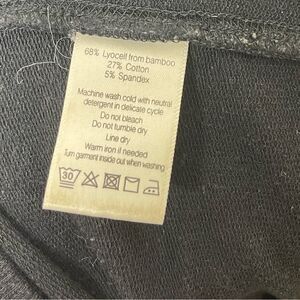 68% Lyocell from bamboo
27% Cotton
5% Spandex
Machine wash cold with neutral
detergent in delicate cycle
Do not bleach
Do not tumble dry
Line dry
Warm iron if needed
Turn garment inside out when washing
30